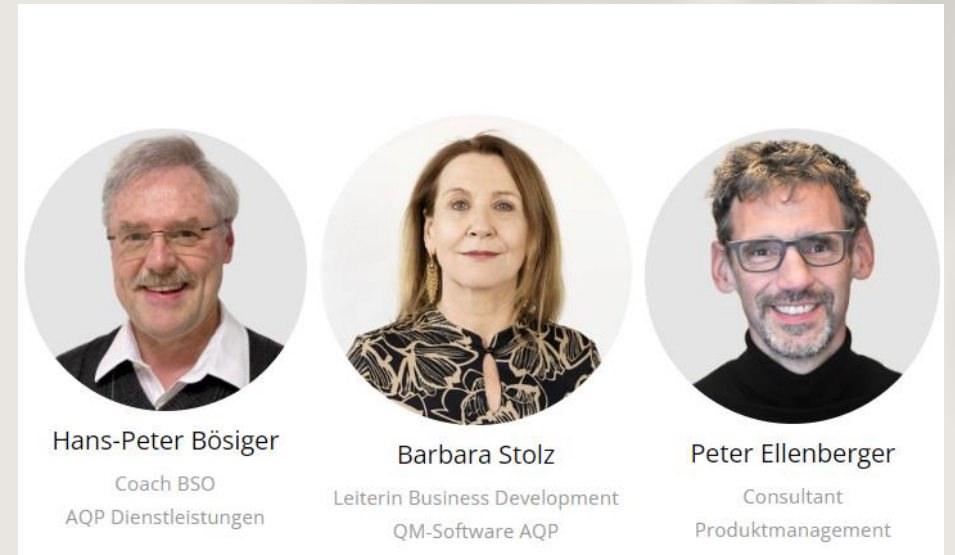 Hans-Peter Bösiger
Coach BSO
AQP Dienstleistungen
Barbara Stolz
Leiterin Business Development
QM-Software AQP
Peter Ellenberger
Consultant
Produktmanagement